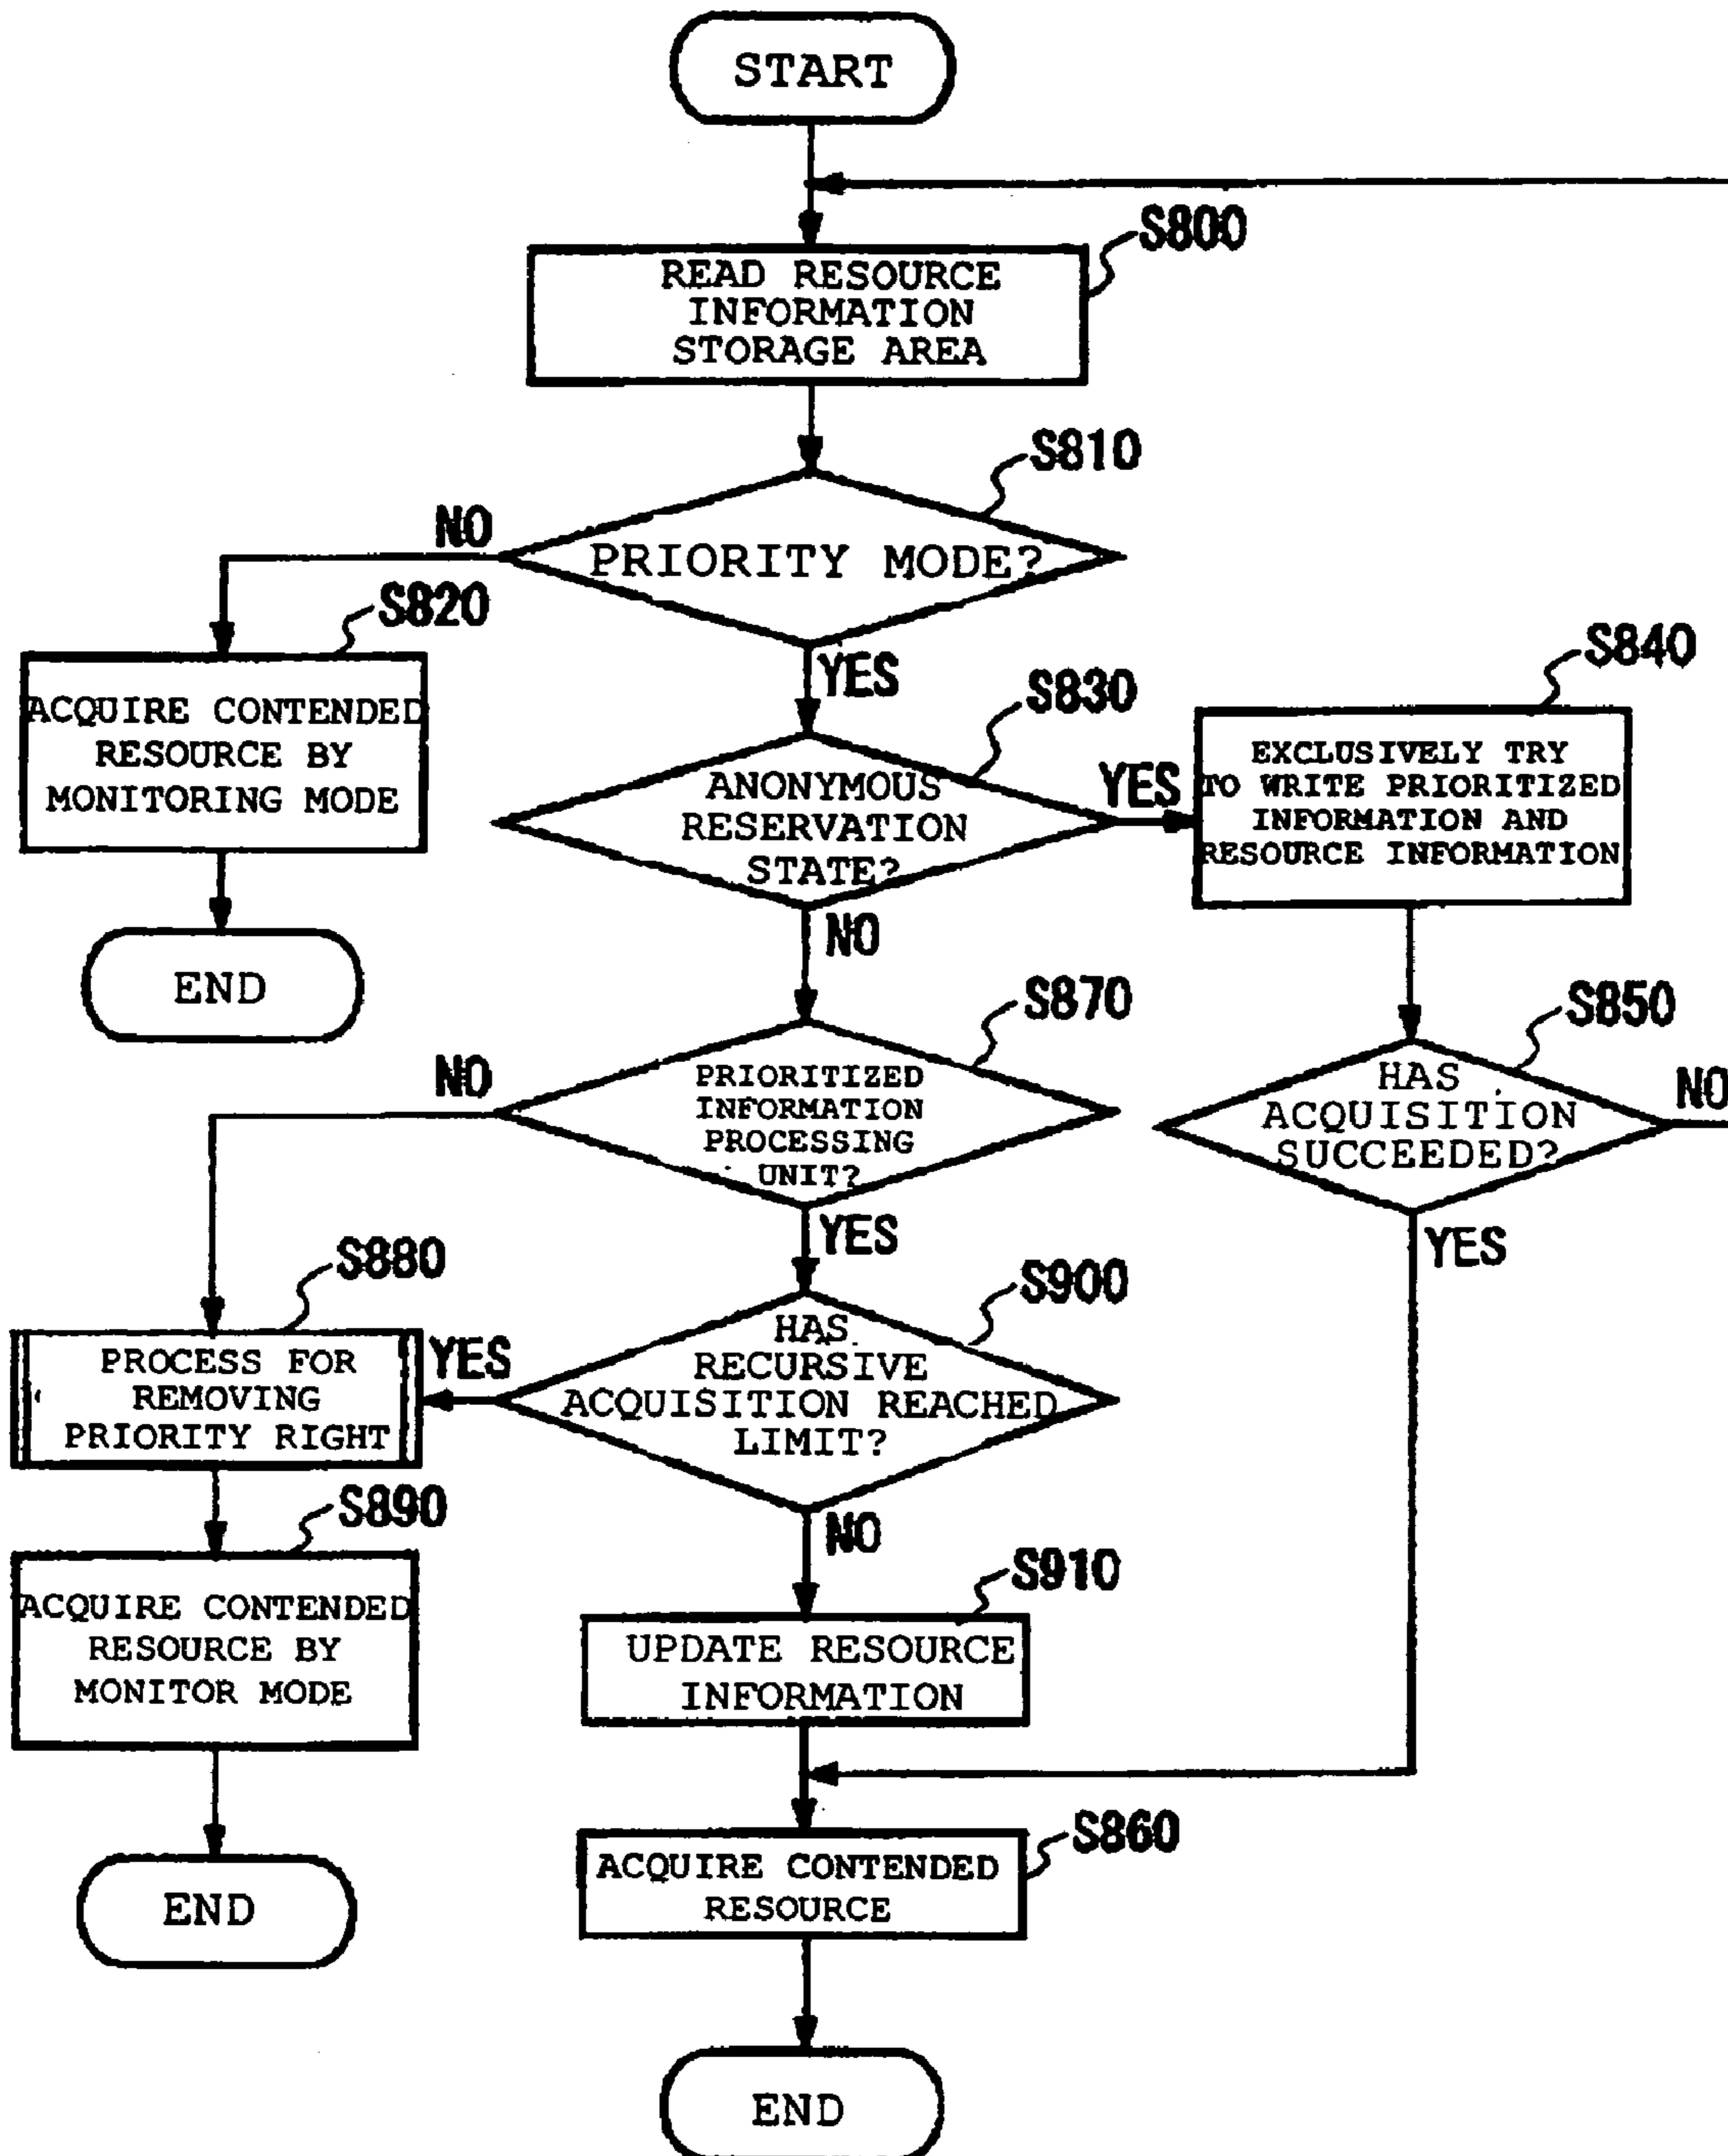 START
S800
READ RESOURCE
INFORMATION
STORAGE AREA
S810
NO
PRIORITY MODE?
YES
S820
ACQUIRE CONTENDED
RESOURCE BY
MONITORING MODE
END
S830
ANONYMOUS
RESERVATION
STATE?
YES
NO
S840
EXCLUSIVELY TRY
TO WRITE PRIORITIZED
INFORMATION AND
RESOURCE INFORMATION
S850
HAS
ACQUISITION
SUCCEEDED?
NO
YES
S870
NO
PRIORITIZED
INFORMATION
PROCESSING
UNIT?
YES
S880
PROCESS FOR
REMOVING
PRIORITY RIGHT
YES
S900
HAS
RECURSIVE
ACQUISITION REACHED
LIMIT?
NO
S890
ACQUIRE CONTENDED
RESOURCE BY
MONITOR MODE
END
S910
UPDATE RESOURCE
INFORMATION
S860
ACQUIRE CONTENDED
RESOURCE
END